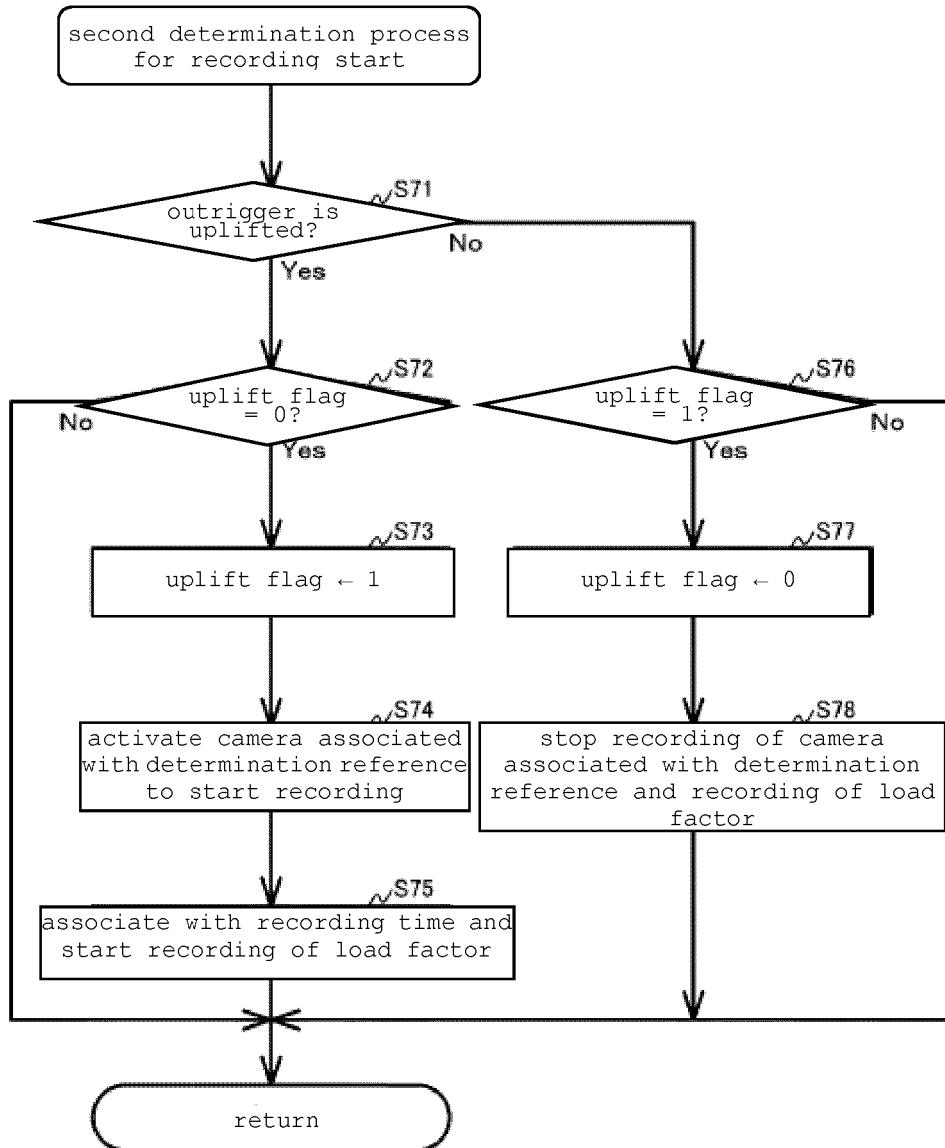 second determination process
for recording start
S71
outrigger is
uplifted?
No
Yes
S72
uplift flag
= 0?
No
Yes
S76
uplift flag
= 1?
No
Yes
S73
uplift flag ← 1
S77
uplift flag ← 0
S74
activate camera associated
with determination reference
to start recording
S78
stop recording of camera
associated with determination
reference and recording of load
factor
S75
associate with recording time and
start recording of load factor
return